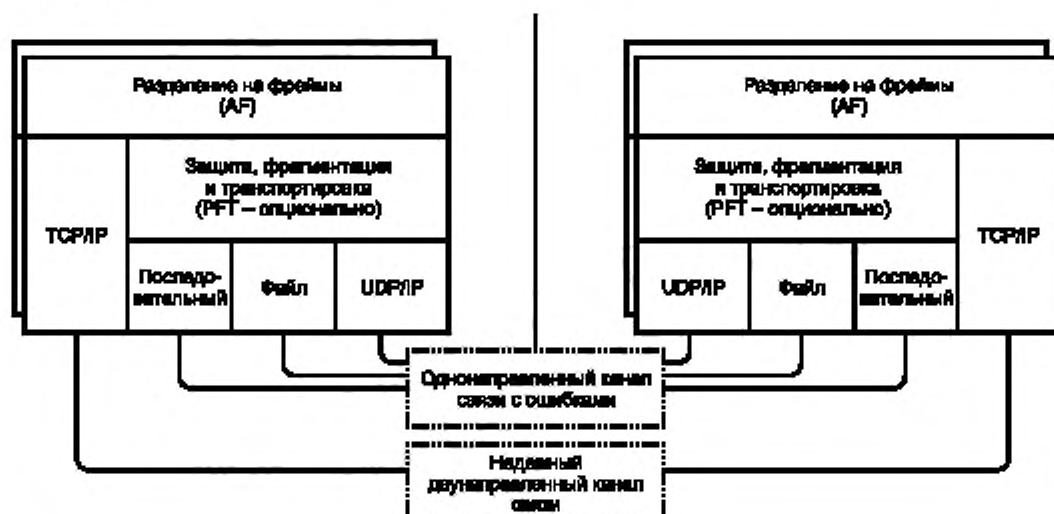 Разделение на фреймы
(AF)
Защита, фрагментация
и транспортировка
(PFT – опционально)
TCP/IP
Последо-
вательный
Файл
UDP/IP
Разделение на фреймы
(AF)
Защита, фрагментация
и транспортировка
(PFT – опционально)
TCP/IP
UDP/IP
Файл
Последо-
вательный
Однонаправленный канал
связи с ошибками
Надежный
двунаправленный канал
связи